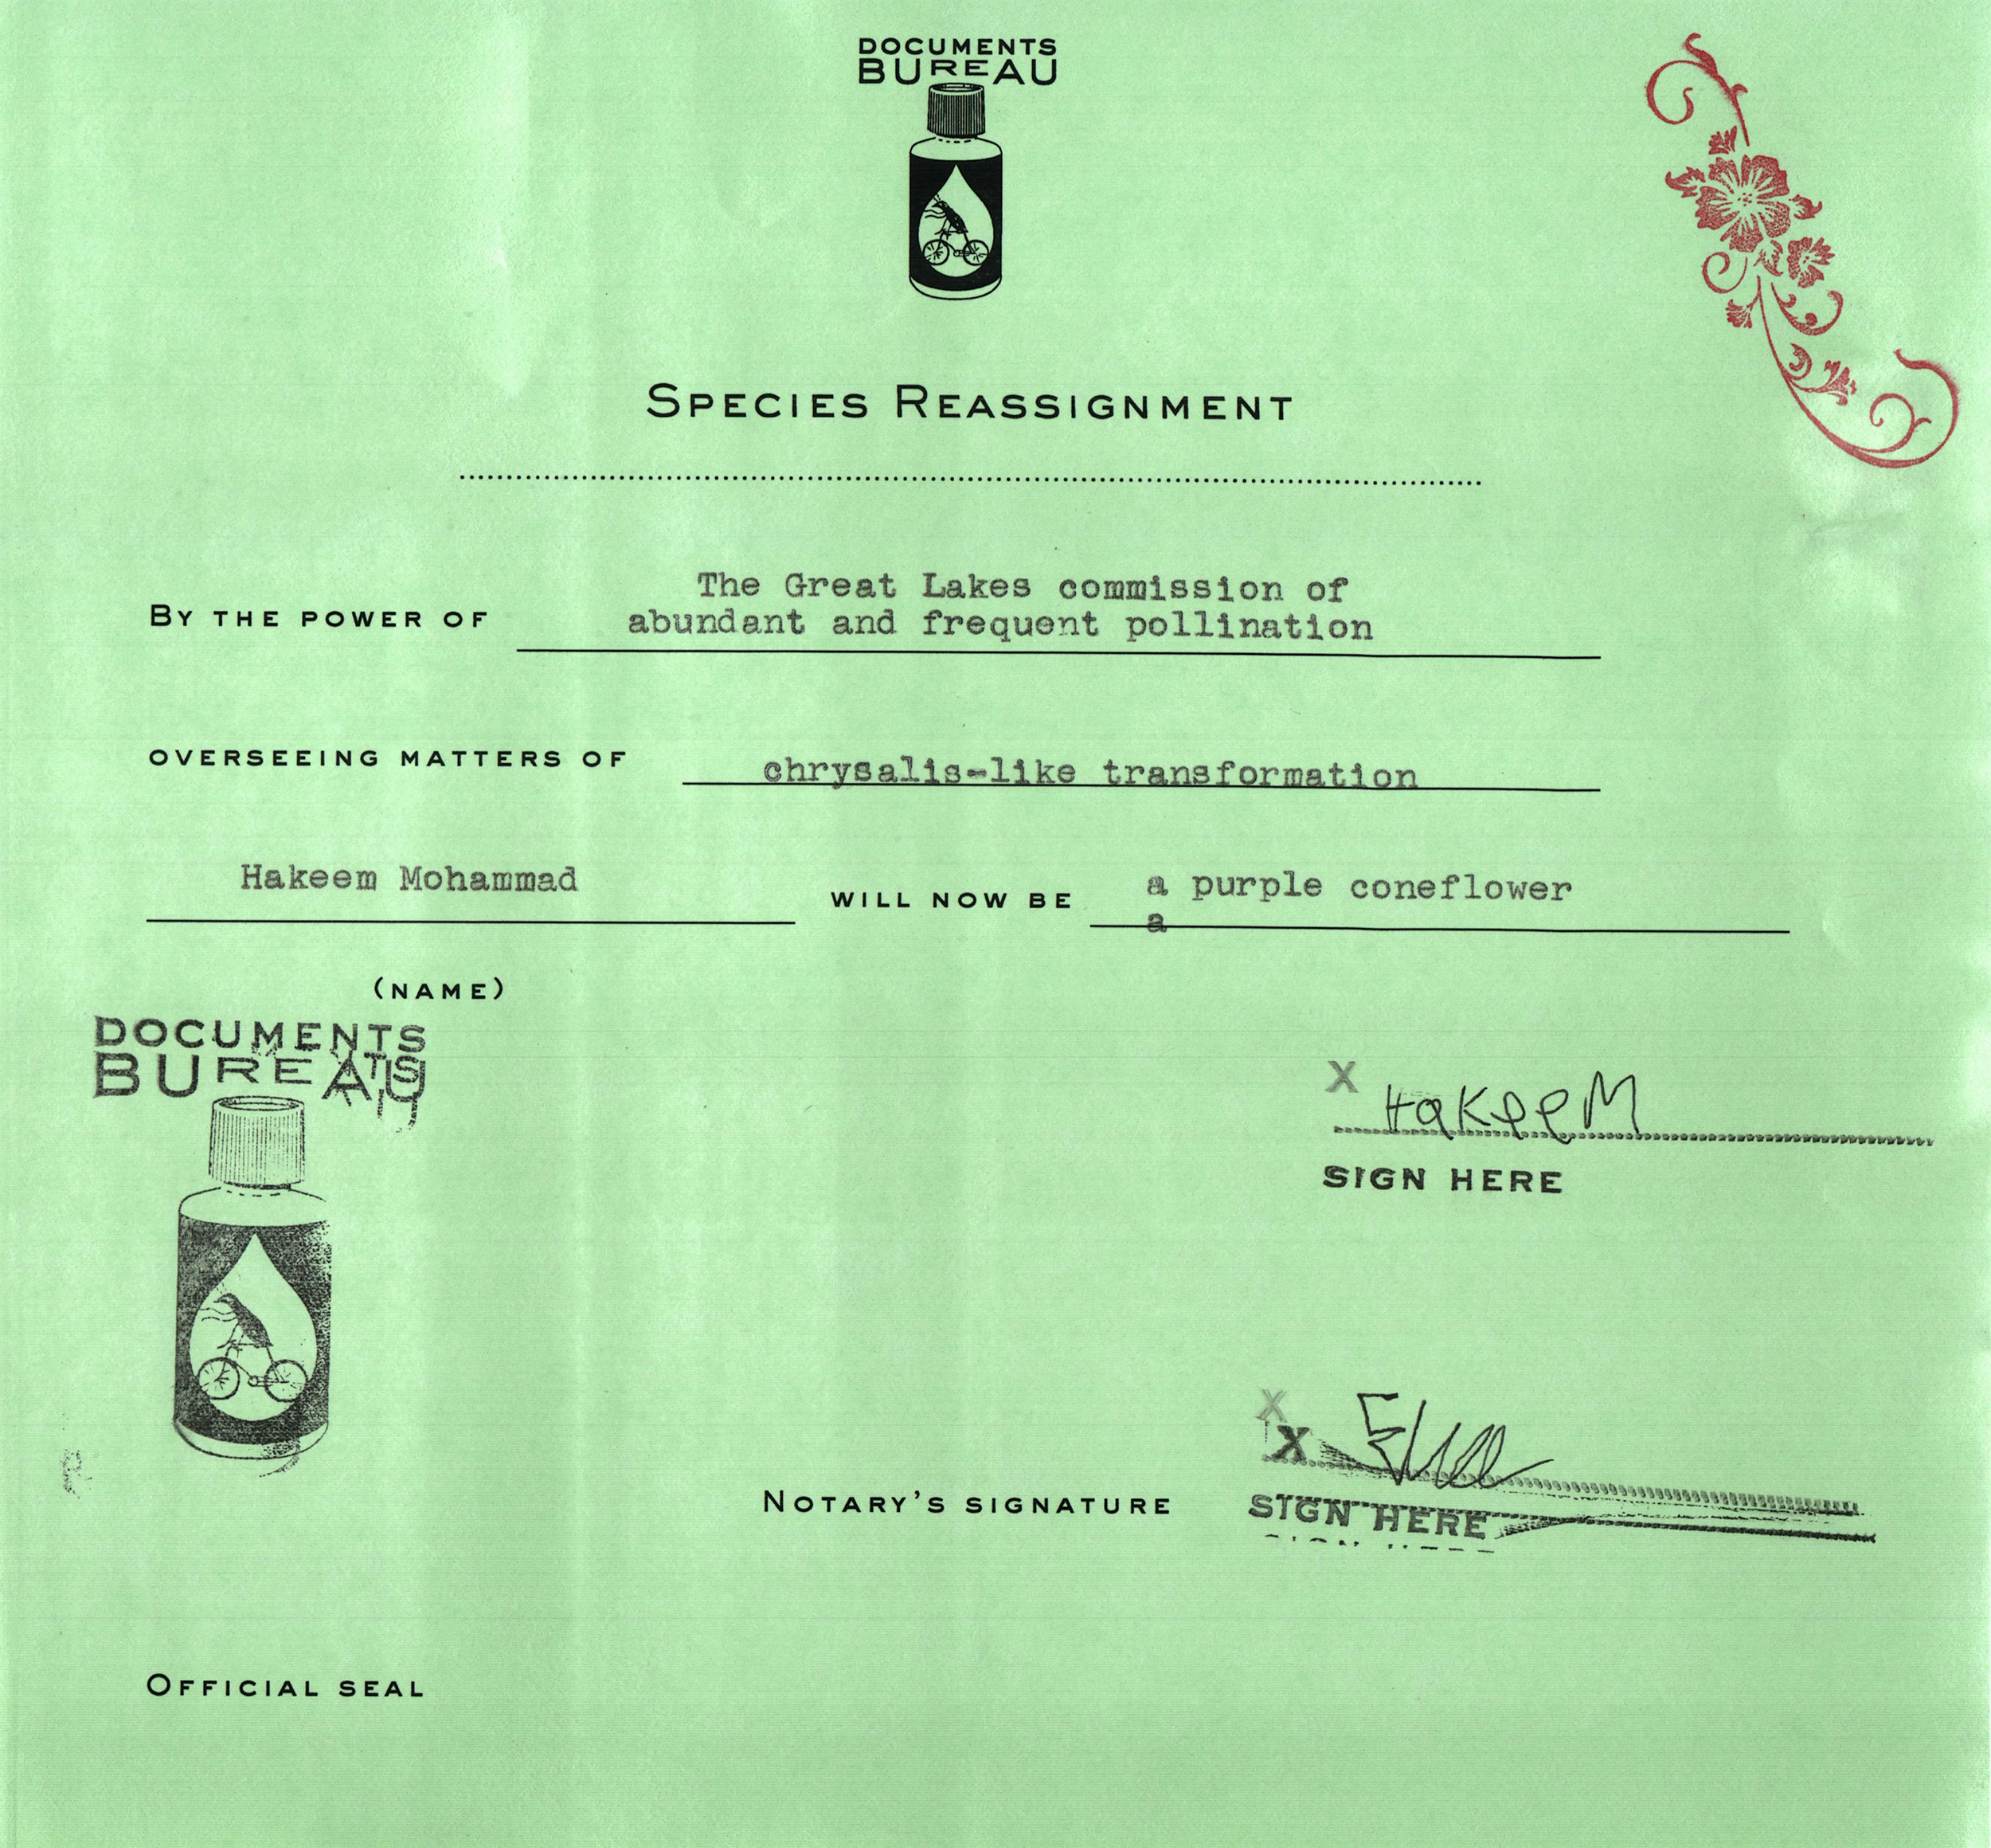 DOCUMENTS
BUREAU
SPECIES REASSIGNMENT
The Great Lakes commission of
BY THE POWER OF abundant and frequent pollination
OVERSEEING MATTERS OF chrysalis-like transformation
Hakeem Mohammad WILL NOW BE a purple coneflower
a
(NAME)
DOCUMENTS
BUREAU
X HakeeM
SIGN HERE
X
X
NOTARY'S SIGNATURE SIGN HERE
OFFICIAL SEAL